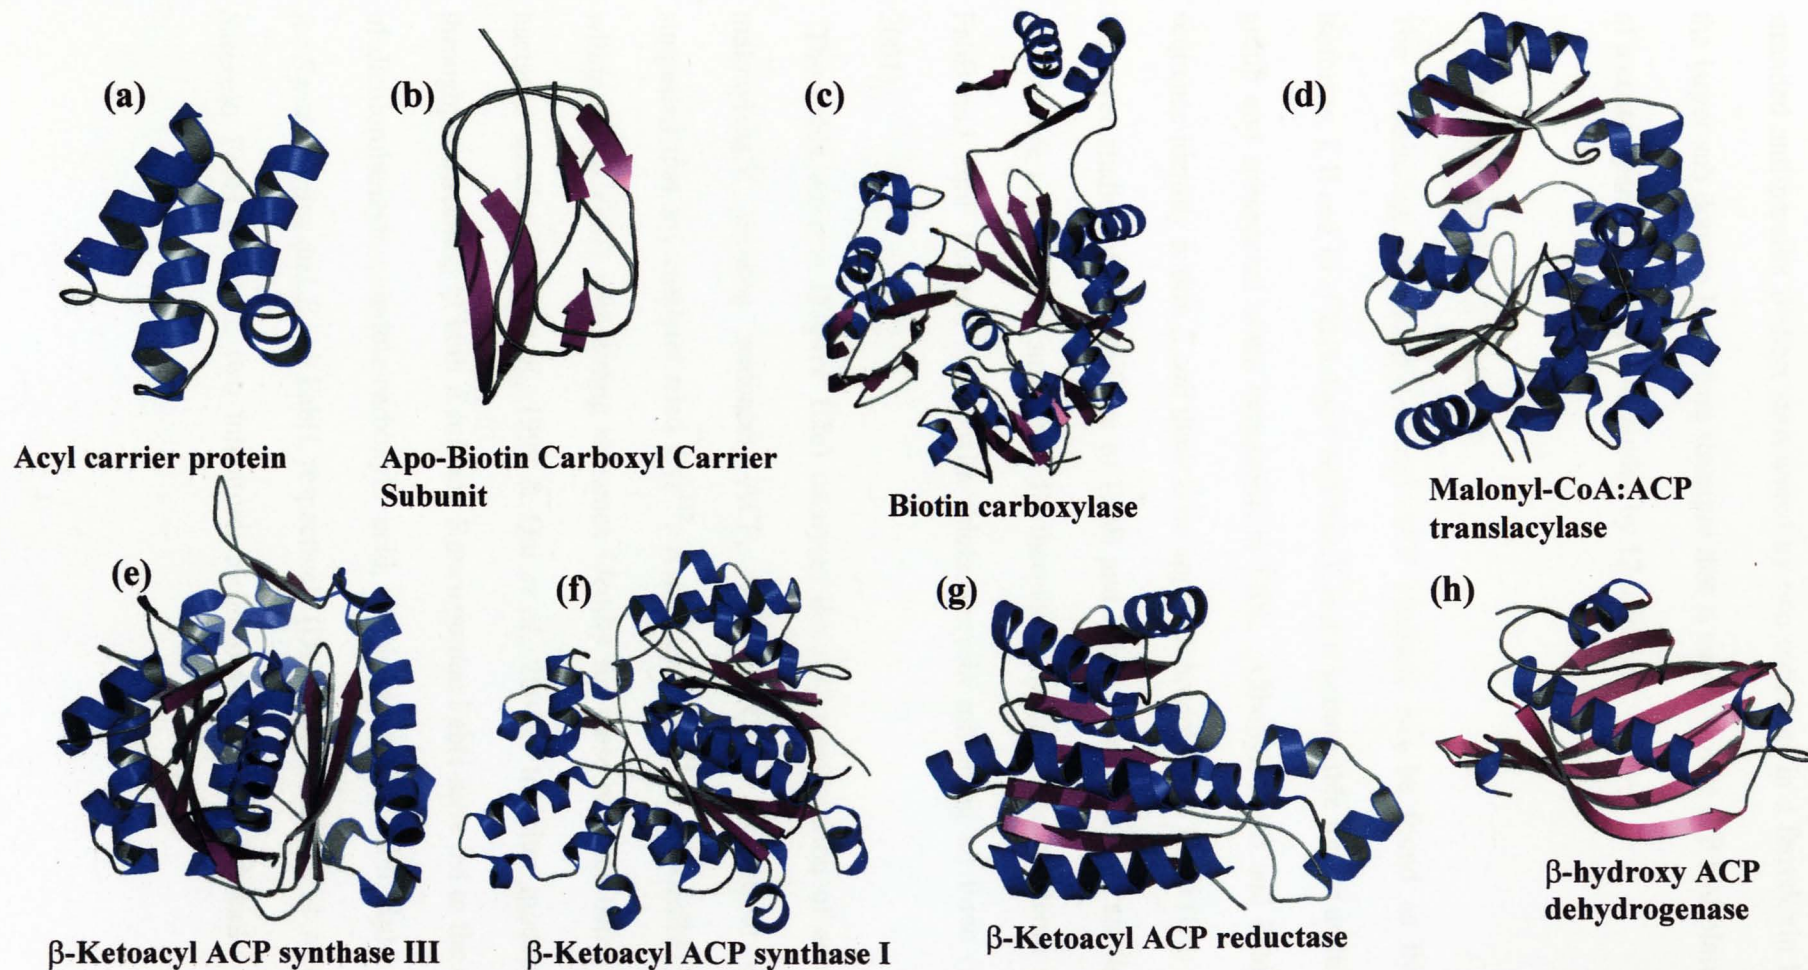 (a)
(b)
(c)
(d)
Acyl carrier protein
Apo-Biotin Carboxyl Carrier
Subunit
Biotin carboxylase
Malonyl-CoA:ACP
translacylase
(e)
(f)
(g)
(h)
β-Ketoacyl ACP synthase III
β-Ketoacyl ACP synthase I
β-Ketoacyl ACP reductase
β-hydroxy ACP
dehydrogenase